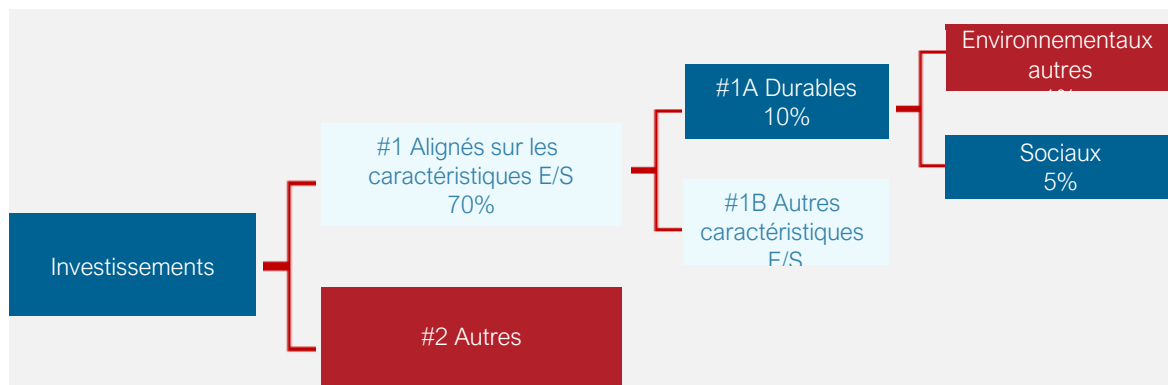 Investissements
#1 Alignés sur les
caractéristiques E/S
70%
#2 Autres
#1A Durables
10%
#1B Autres
caractéristiques
E/S
Environnementaux
autres
Sociaux
5%